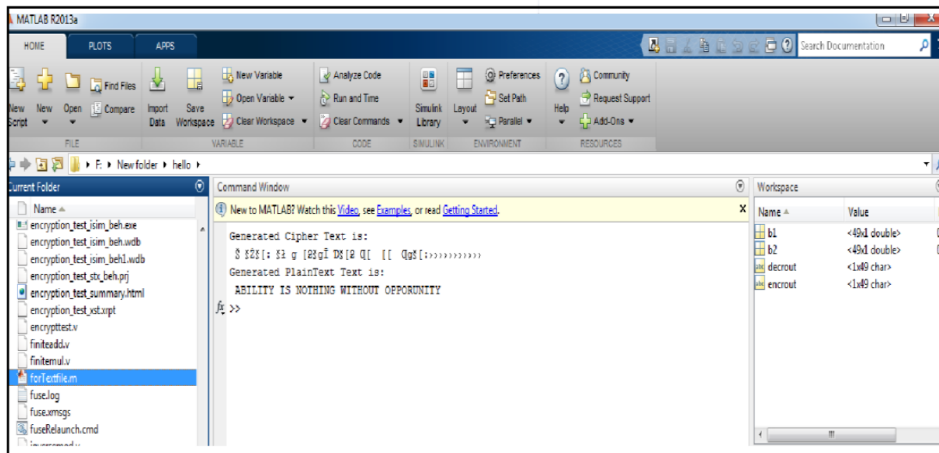 MATLAB R2013a
HOME PLOTS APPS
Search Documentation
New Script
New
Open
Find Files
Compare
Import Data
Save Workspace
New Variable
Open Variable
Clear Workspace
Analyze Code
Run and Time
Clear Commands
Simulink Library
Layout
Preferences
Set Path
Parallel
Help
Community
Request Support
Add-Ons
FILE VARIABLE CODE SIMULINK ENVIRONMENT RESOURCES
F: New folder hello
Current Folder
Name
encryption_test_isim_beh.exe
encryption_test_isim_beh.wdb
encryption_test_isim_beh1.wdb
encryption_test_stx_beh.prj
encryption_test_summary.html
encryption_test_xst.xrpt
encrypttest.v
finiteadd.v
finitemul.v
forTextfile.m
fuse.log
fuse.xmsgs
fuseRelaunch.cmd
Command Window
New to MATLAB? Watch this Video, see Examples, or read Getting Started.
Generated Cipher Text is:
Generated PlainText Text is:
ABILITY IS NOTHING WITHOUT OPPORUNITY
fx >>
Workspace
Name Value
b1 <49x1 double>
b2 <49x1 double>
decrout <1x49 char>
encrout <1x49 char>